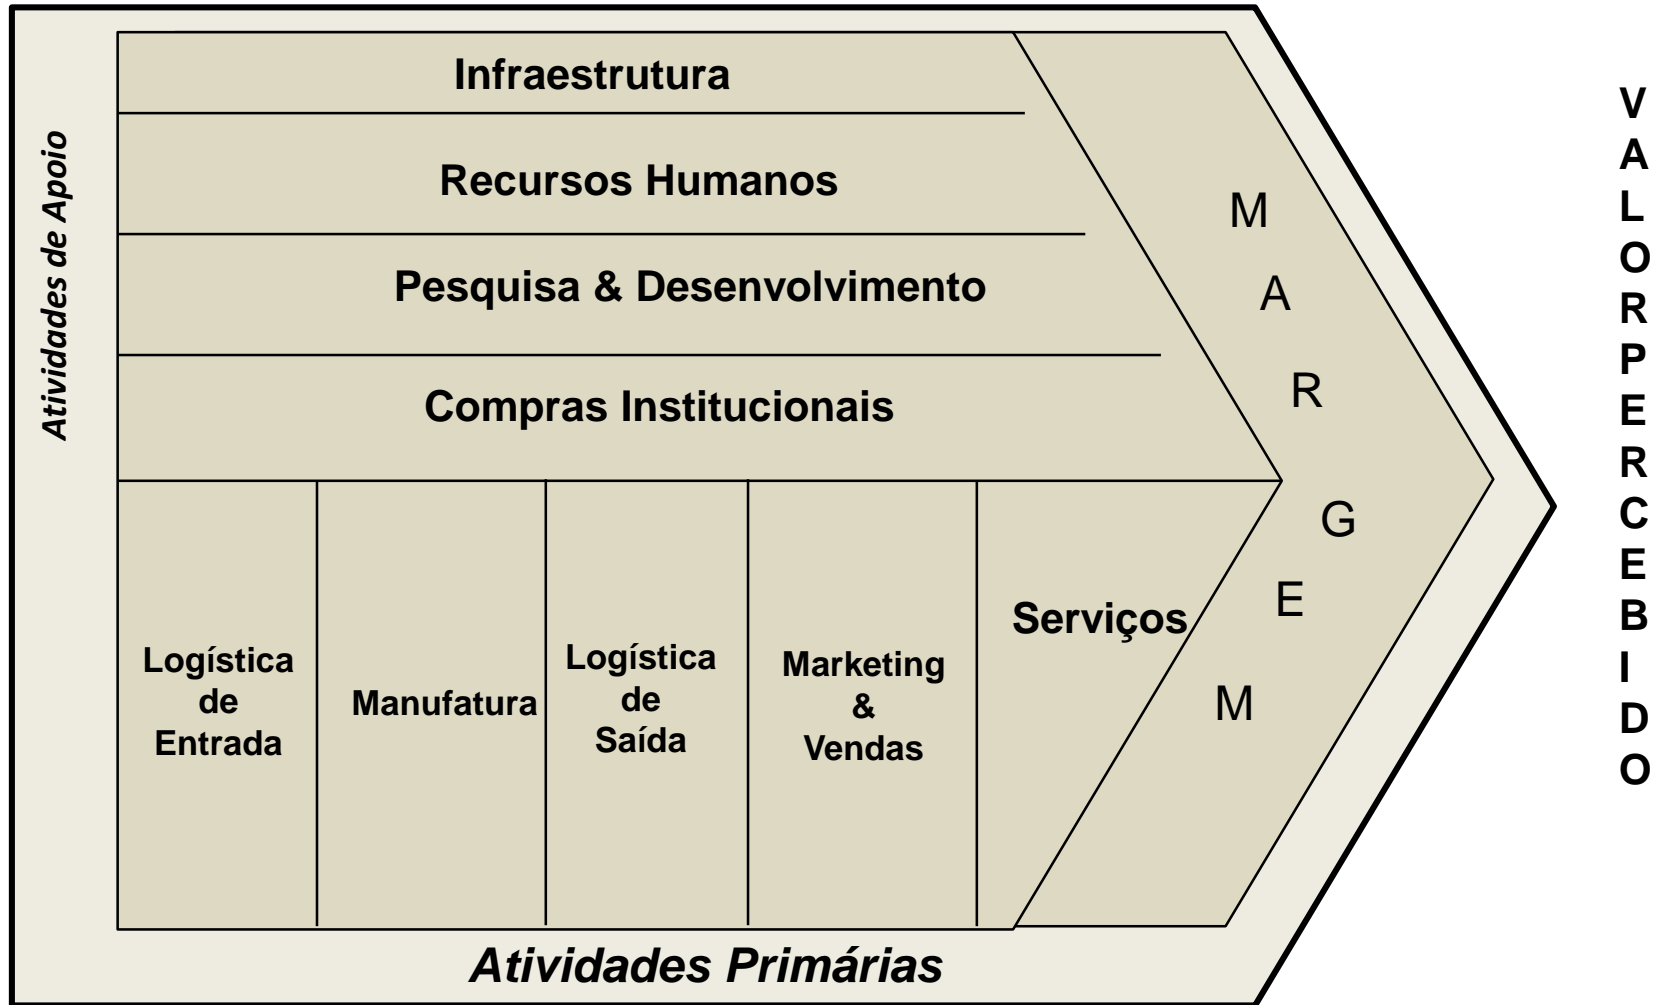 Atividades de Apoio
Infraestrutura
Recursos Humanos
Pesquisa & Desenvolvimento
Compras Institucionais
Logística
de
Entrada
Manufatura
Logística
de
Saída
Marketing
&
Vendas
Serviços
M
A
R
G
E
M
Atividades Primárias
V
A
L
O
R
P
E
R
C
E
B
I
D
O